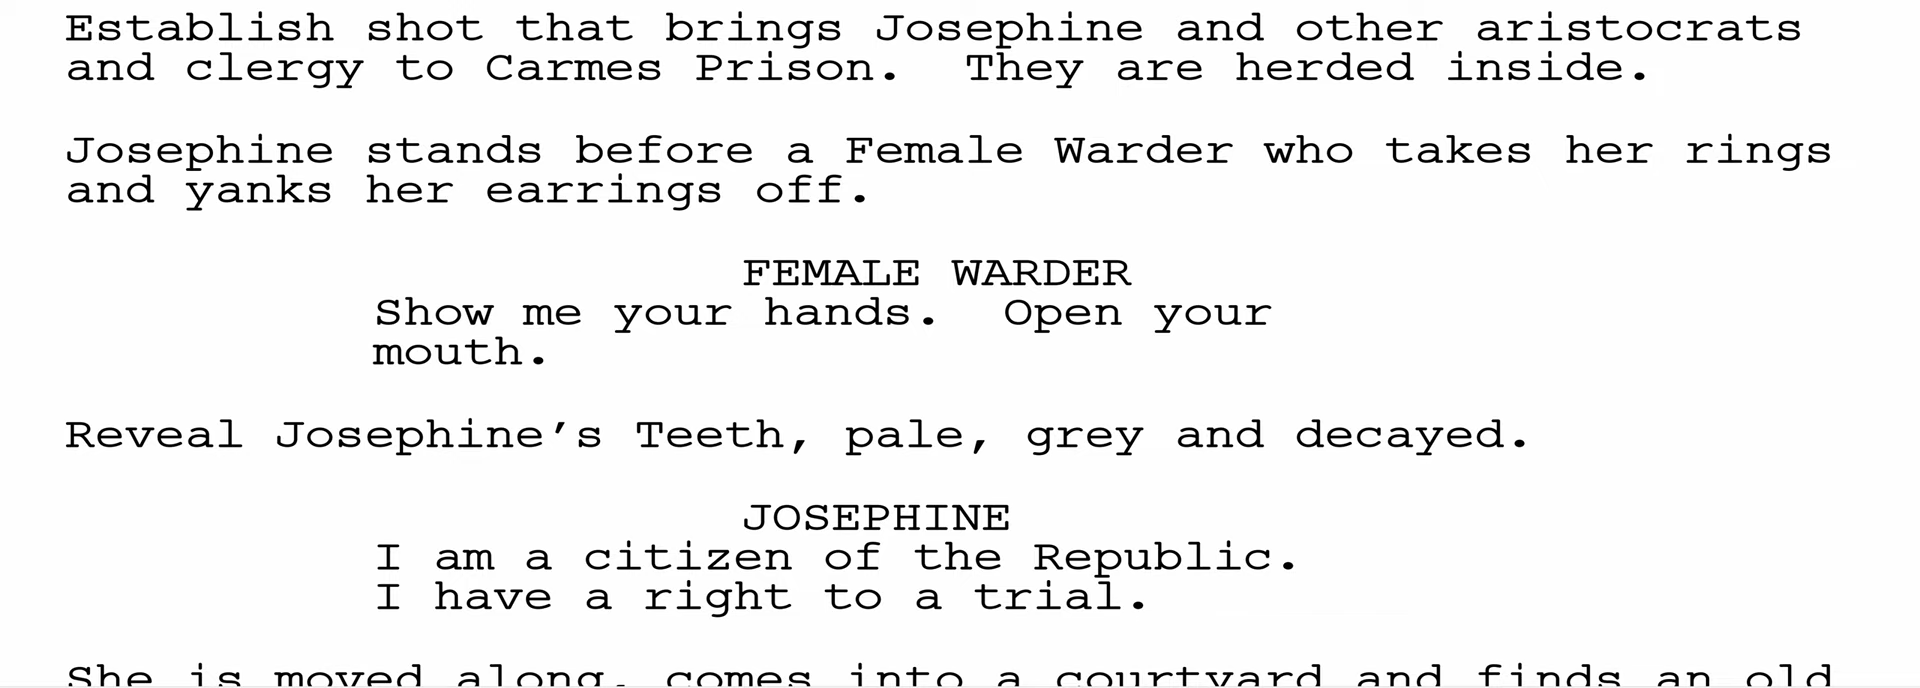 Establish shot that brings Josephine and other aristocrats
and clergy to Carmes Prison.  They are herded inside.
Josephine stands before a Female Warder who takes her rings
and yanks her earrings off.
FEMALE WARDER
Show me your hands.  Open your
mouth.
Reveal Josephine’s Teeth, pale, grey and decayed.
JOSEPHINE
I am a citizen of the Republic.
I have a right to a trial.
She is moved along, comes into a courtyard and finds an old